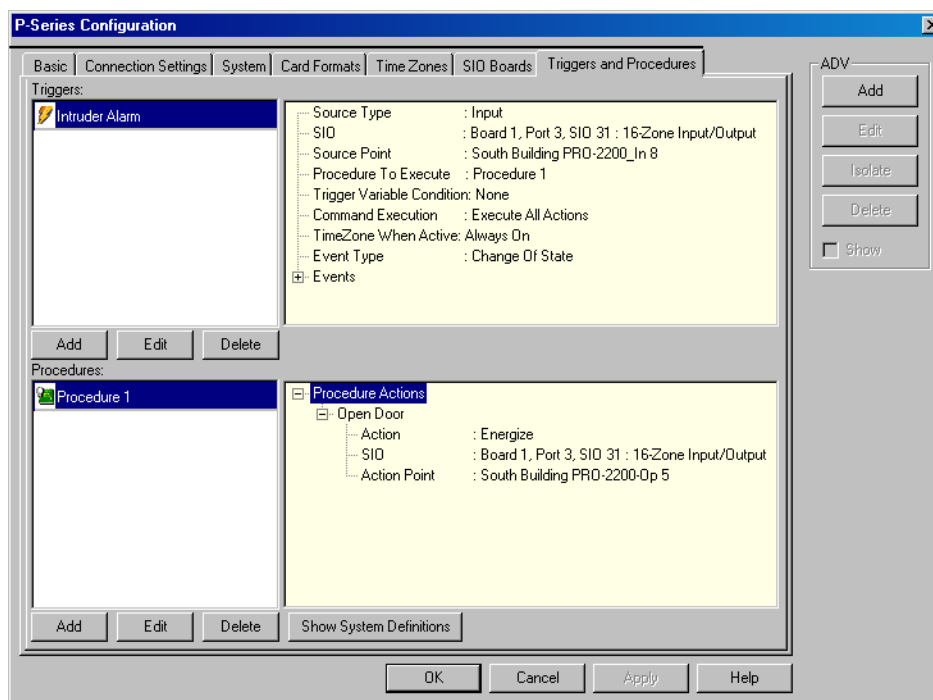 P-Series Configuration
Basic
Connection Settings
System
Card Formats
Time Zones
SIO Boards
Triggers and Procedures
Triggers:
Intruder Alarm
Source Type : Input
SIO : Board 1, Port 3, SIO 31 : 16-Zone Input/Output
Source Point : South Building PRO-2200_In 8
Procedure To Execute : Procedure 1
Trigger Variable Condition: None
Command Execution : Execute All Actions
TimeZone When Active: Always On
Event Type : Change Of State
Events
Add
Edit
Delete
Procedures:
Procedure 1
Procedure Actions
Open Door
Action : Energize
SIO : Board 1, Port 3, SIO 31 : 16-Zone Input/Output
Action Point : South Building PRO-2200-Op 5
Add
Edit
Delete
Show System Definitions
ADV
Add
Edit
Isolate
Delete
Show
OK
Cancel
Apply
Help